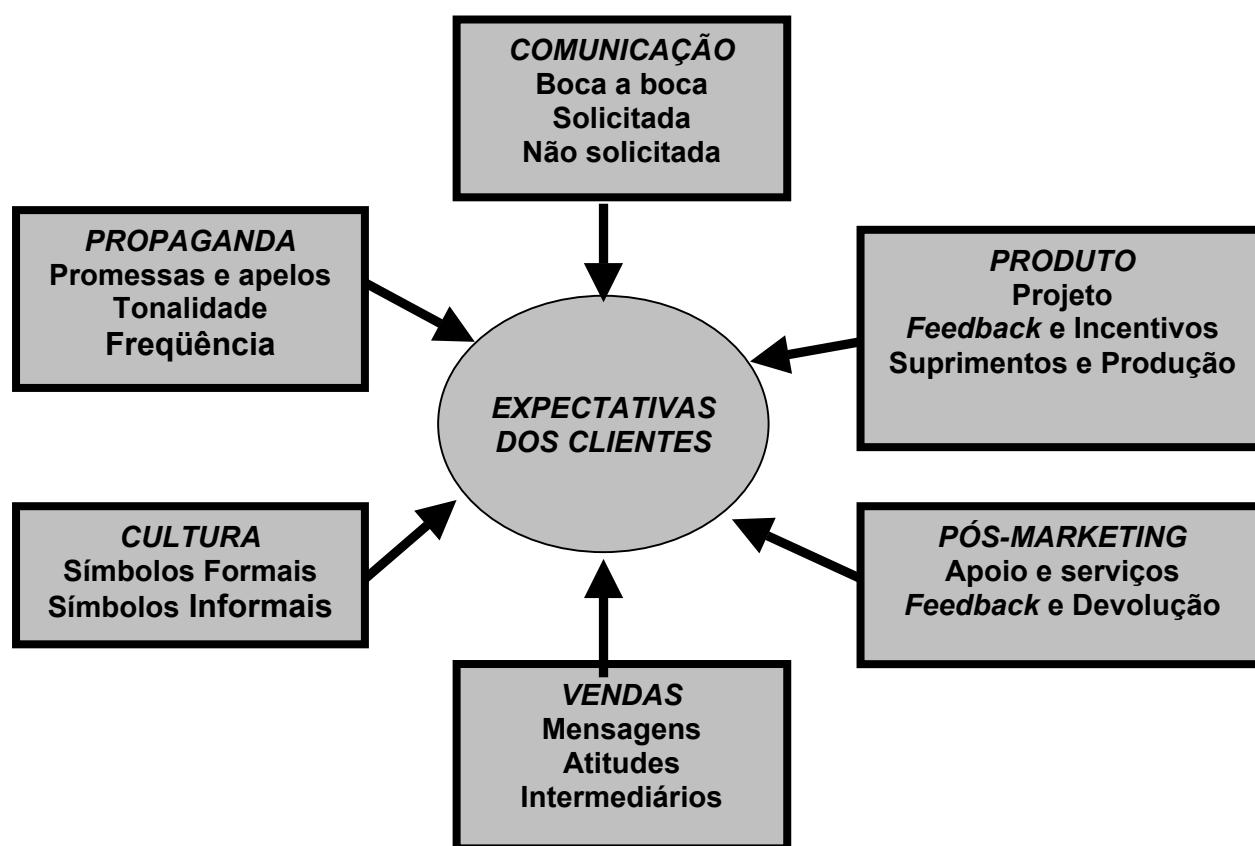 COMUNICAÇÃO
Boca a boca
Solicitada
Não solicitada
PROPAGANDA
Promessas e apelos
Tonalidade
Freqüência
PRODUTO
Projeto
Feedback e Incentivos
Suprimentos e Produção
EXPECTATIVAS
DOS CLIENTES
CULTURA
Símbolos Formais
Símbolos Informais
PÓS-MARKETING
Apoio e serviços
Feedback e Devolução
VENDAS
Mensagens
Atitudes
Intermediários